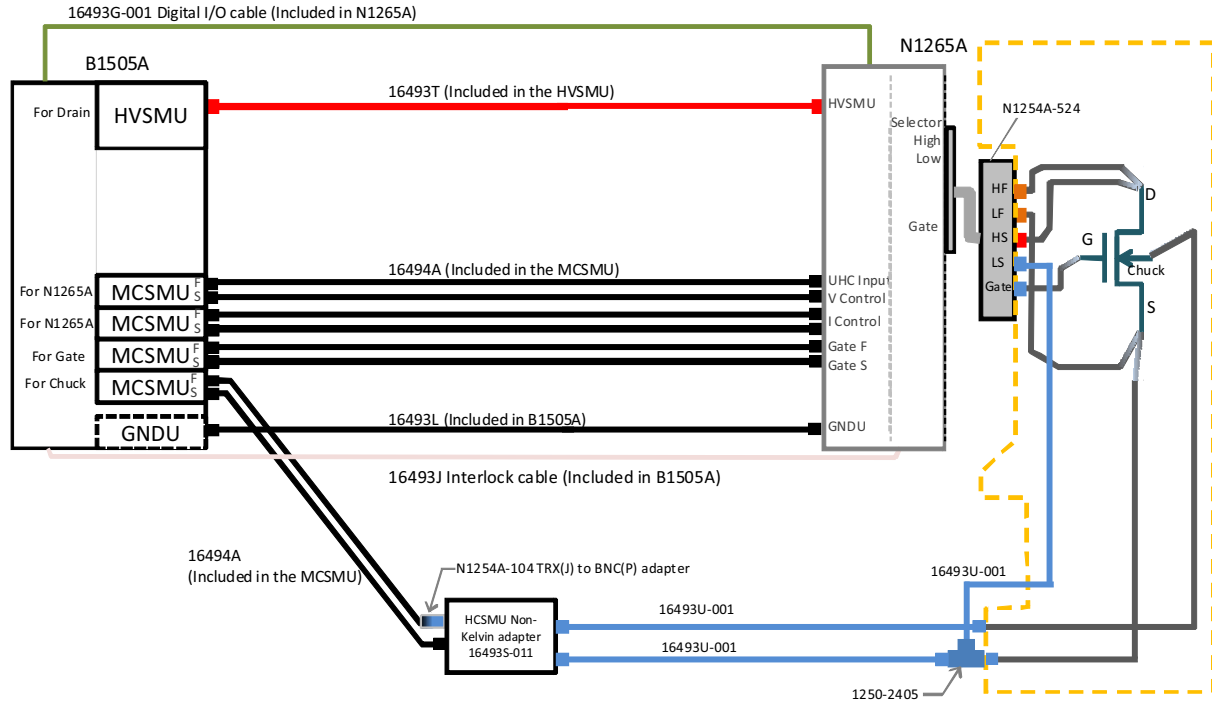 16493G-001 Digital I/O cable (Included in N1265A)
B1505A
N1265A
For Drain
HVSMU
16493T (Included in the HVSMU)
HVSMU
Selector
High
Low
Gate
N1254A-524
HF
LF
HS
LS
Gate
D
G
Chuck
S
For N1265A
MCSMU
F
S
16494A (Included in the MCSMU)
UHC Input
V Control
For N1265A
MCSMU
I Control
For Gate
MCSMU
F
S
Gate F
Gate S
For Chuck
MCSMU
F
S
GNDU
16493L (Included in B1505A)
GNDU
16493J Interlock cable (Included in B1505A)
16494A
(Included in the MCSMU)
N1254A-104 TRX(J) to BNC(P) adapter
HCSMU Non-
Kelvin adapter
16493S-011
16493U-001
16493U-001
16493U-001
1250-2405